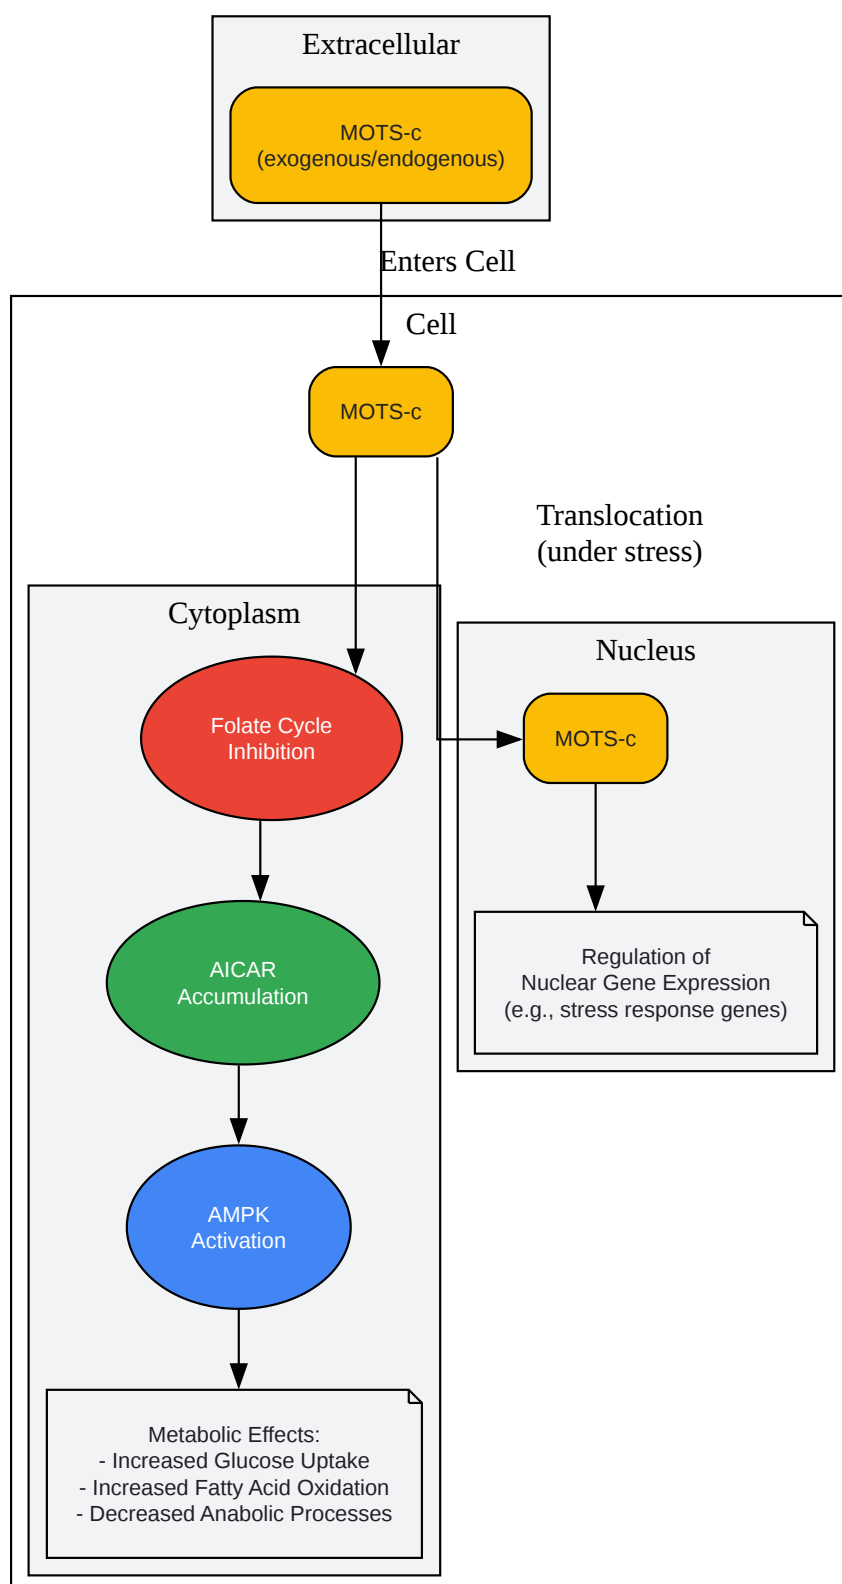 Extracellular
MOTS-c
(exogenous/endogenous)
Enters Cell
Cell
MOTS-c
Translocation
(under stress)
Cytoplasm
Folate Cycle
Inhibition
AICAR
Accumulation
AMPK
Activation
Metabolic Effects:
- Increased Glucose Uptake
- Increased Fatty Acid Oxidation
- Decreased Anabolic Processes
Nucleus
MOTS-c
Regulation of
Nuclear Gene Expression
(e.g., stress response genes)